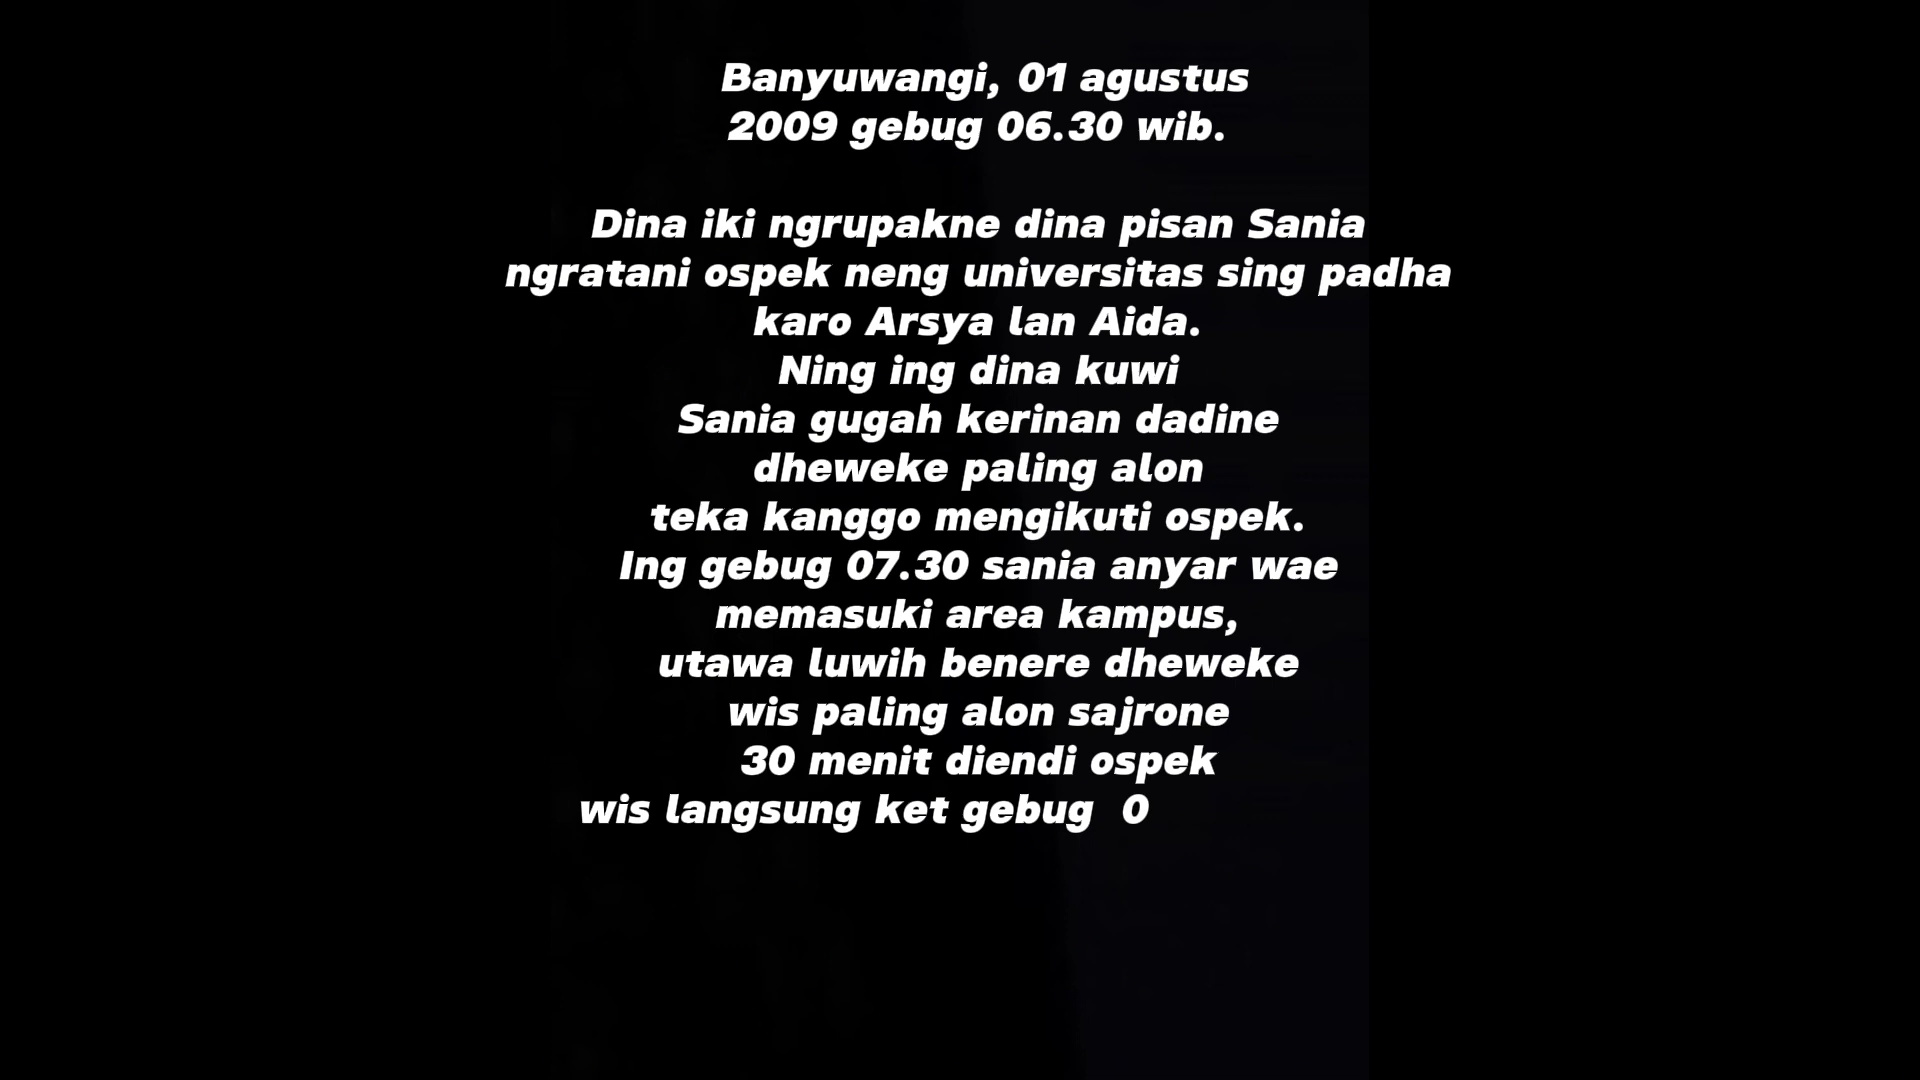 Banyuwangi, 01 agustus
2009 gebug 06.30 wib.
Dina iki ngrupakne dina pisan Sania
ngratani ospek neng universitas sing padha
karo Arsya lan Aida.
Ning ing dina kuwi
Sania gugah kerinan dadine
dheweke paling alon
teka kanggo mengikuti ospek.
Ing gebug 07.30 sania anyar wae
memasuki area kampus,
utawa luwih benere dheweke
wis paling alon sajrone
30 menit diendi ospek
wis langsung ket gebug 0